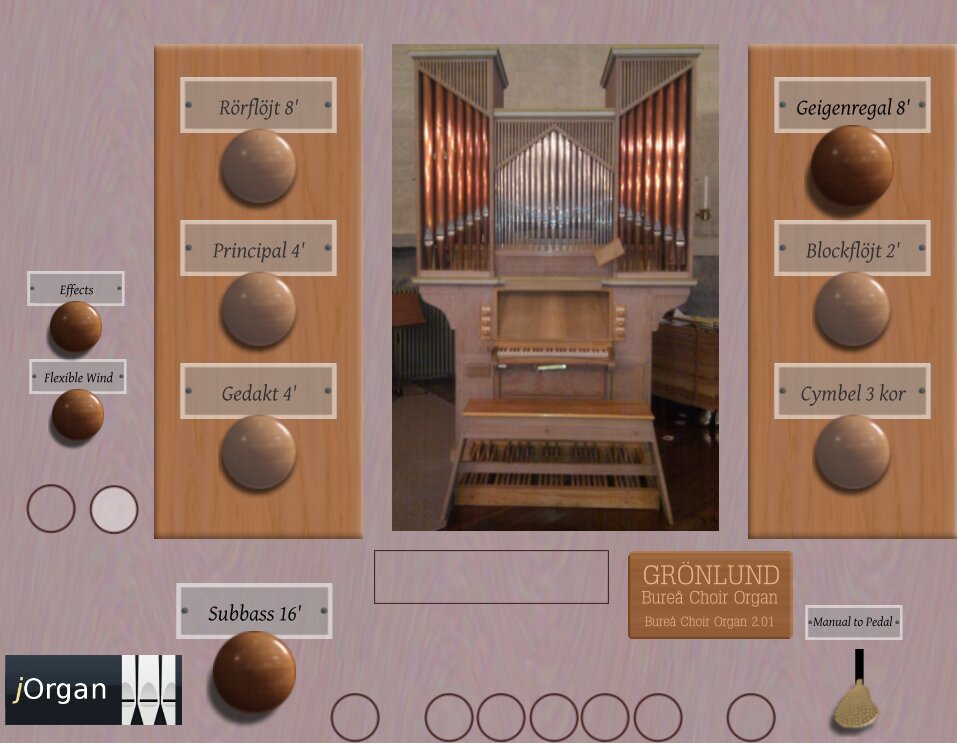 Rörflöjt 8'
Geigenregal 8'
Principal 4'
Blockflöjt 2'
Effects
Flexible Wind
Gedakt 4'
Cymbel 3 kor
GRÖNLUND
Bureå Choir Organ
Bureå Choir Organ 2.01
Subbass 16'
Manual to Pedal
jOrgan